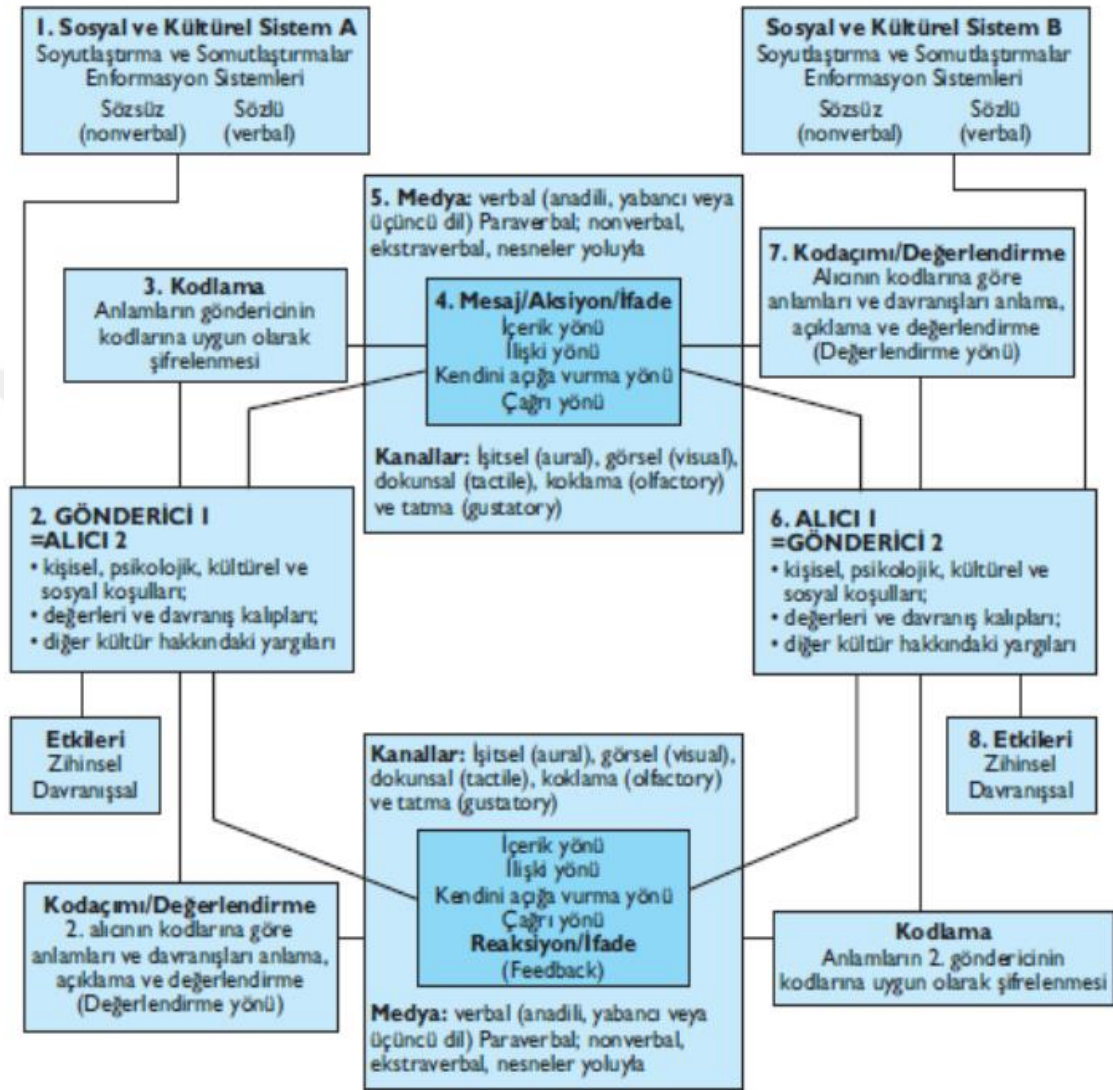 1. Sosyal ve Kültürel Sistem A
Soyutlaştırma ve Somutlaştırmalar
Enformasyon Sistemleri
Sözsüz Sözlü
(nonverbal) (verbal)
Sosyal ve Kültürel Sistem B
Soyutlaştırma ve Somutlaştırmalar
Enformasyon Sistemleri
Sözsüz Sözlü
(nonverbal) (verbal)
5. Medya: verbal (anadili, yabancı veya
üçüncü dil) Paraverbal; nonverbal,
ekstraverbal, nesneler yoluyla
3. Kodlama
Anlamların göndericinin
kodlarına uygun olarak
şifrelenmesi
4. Mesaj/Aksiyon/İfade
İçerik yönü
İlişki yönü
Kendini açığa vurma yönü
Çağrı yönü
7. Kodaçımı/Değerlendirme
Alıcının kodlarına göre
anlamları ve davranışları anlama,
açıklama ve değerlendirme
(Değerlendirme yönü)
Kanallar: İşitsel (aural), görsel (visual),
dokunsal (tactile), koklama (olfactory)
ve tatma (gustatory)
2. GÖNDERİCİ 1
=ALICI 2
• kişisel, psikolojik, kültürel ve
sosyal koşulları;
• değerleri ve davranış kalıpları;
• diğer kültür hakkındaki yargıları
6. ALICI 1
=GÖNDERİCİ 2
• kişisel, psikolojik, kültürel ve
sosyal koşulları;
• değerleri ve davranış kalıpları;
• diğer kültür hakkındaki yargıları
Etkileri
Zihinsel
Davranışsal
8. Etkileri
Zihinsel
Davranışsal
Kanallar: İşitsel (aural), görsel (visual),
dokunsal (tactile), koklama (olfactory)
ve tatma (gustatory)
İçerik yönü
İlişki yönü
Kendini açığa vurma yönü
Çağrı yönü
Reaksiyon/İfade
(Feedback)
Kodaçımı/Değerlendirme
2. alıcının kodlarına göre
anlamları ve davranışları anlama,
açıklama ve değerlendirme
(Değerlendirme yönü)
Kodlama
Anlamların 2. göndericinin
kodlarına uygun olarak şifrelenmesi
Medya: verbal (anadili, yabancı veya
üçüncü dil) Paraverbal; nonverbal,
ekstraverbal, nesneler yoluyla